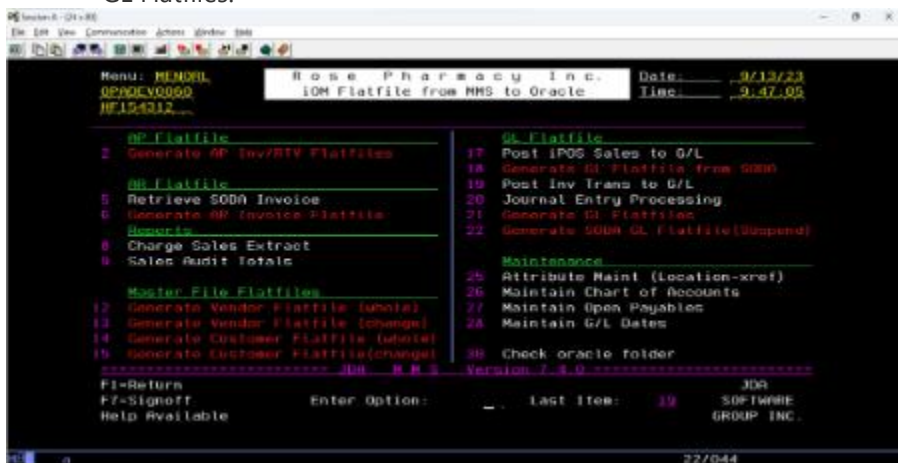 GL Flatfiles.
Session A - [24 x 80]
File Edit View Communication Actions Window Help
Menu: MENORL Rose Pharmacy Inc. Date: 9/13/23
QPADEV0060 iOM Flatfile from MMS to Oracle Time: 9:47:05
HF154312
AP Flatfile GL Flatfile
2 Generate AP Inv/RTV Flatfiles 17 Post iPOS Sales to G/L
18 Generate GL Flatfile from SODA
AR Flatfile 19 Post Inv Trans to G/L
5 Retrieve SODA Invoice 20 Journal Entry Processing
6 Generate AR Invoice Flatfile 21 Generate GL Flatfiles
Reports 22 Generate SODA GL Flatfile(Suspend)
8 Charge Sales Extract
9 Sales Audit Totals Maintenance
25 Attribute Maint (Location-xref)
Master File Flatfiles 26 Maintain Chart of Accounts
12 Generate Vendor Flatfile (whole) 27 Maintain Open Payables
13 Generate Vendor Flatfile (change) 28 Maintain G/L Dates
14 Generate Customer Flatfile (whole)
15 Generate Customer Flatfile(change) 30 Check oracle folder
JDA M M S Version 7.4.0
F1=Return JDA
F7=Signoff Enter Option: Last Item: 19 SOFTWARE
Help Available GROUP INC.
22/044